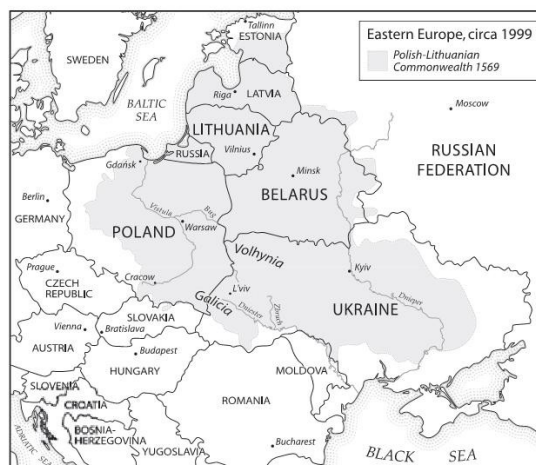 Eastern Europe, circa 1999
Polish-Lithuanian
Commonwealth 1569
Tallinn
ESTONIA
SWEDEN
BALTIC
SEA
Riga
LATVIA
Moscow
LITHUANIA
RUSSIA
Vilnius
RUSSIAN
FEDERATION
Gdańsk
Minsk
BELARUS
Berlin
GERMANY
POLAND
Vistula
Bug
Warsaw
Volhynia
Prague
CZECH
REPUBLIC
Cracow
Galicia
L'viv
Kyiv
Dnieper
Dniester
Zbruch
UKRAINE
SLOVAKIA
Vienna
Bratislava
AUSTRIA
Budapest
HUNGARY
MOLDOVA
SLOVENIA
ROMANIA
CROATIA
BOSNIA-
HERZEGOVINA
ADRIATIC SEA
YUGOSLAVIA
Bucharest
BLACK SEA